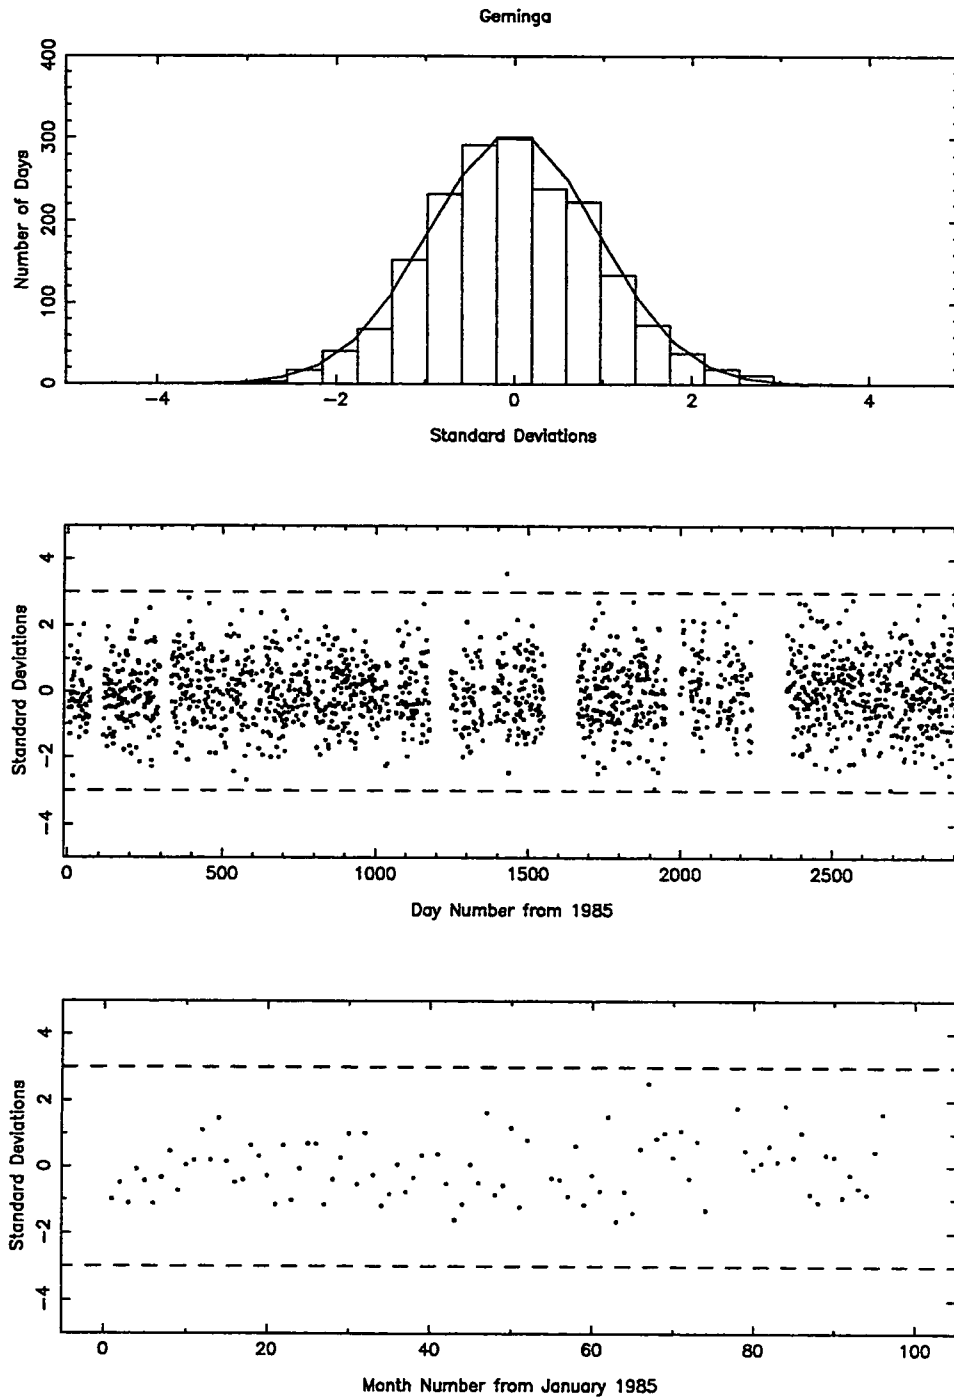 Geminga
400
300
200
100
0
Number of Days
-4 -2 0 2 4
Standard Deviations
4
2
0
-2
-4
Standard Deviations
0 500 1000 1500 2000 2500
Day Number from 1985
4
2
0
-2
-4
Standard Deviations
0 20 40 60 80 100
Month Number from January 1985